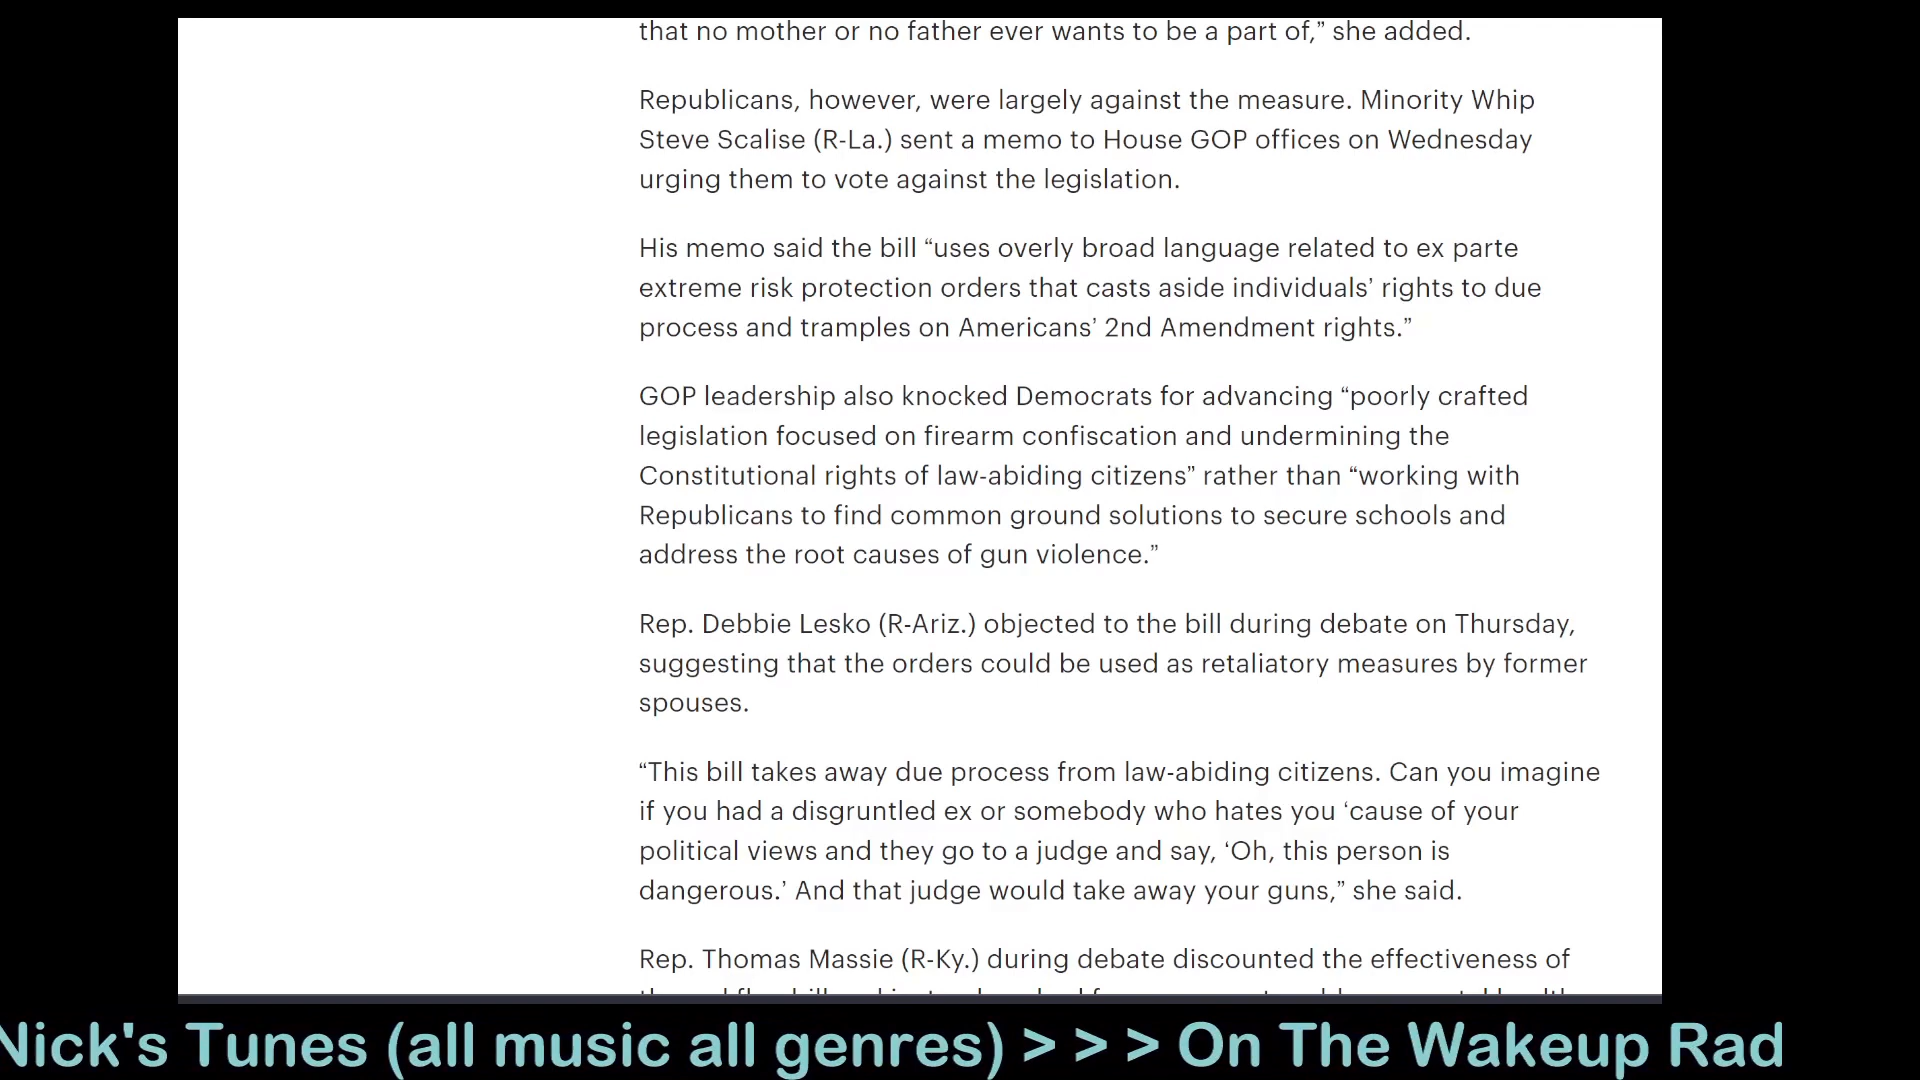 that no mother or no father ever wants to be a part of,” she added.
Republicans, however, were largely against the measure. Minority Whip
Steve Scalise (R-La.) sent a memo to House GOP offices on Wednesday
urging them to vote against the legislation.
His memo said the bill “uses overly broad language related to ex parte
extreme risk protection orders that casts aside individuals’ rights to due
process and tramples on Americans’ 2nd Amendment rights.”
GOP leadership also knocked Democrats for advancing “poorly crafted
legislation focused on firearm confiscation and undermining the
Constitutional rights of law-abiding citizens” rather than “working with
Republicans to find common ground solutions to secure schools and
address the root causes of gun violence.”
Rep. Debbie Lesko (R-Ariz.) objected to the bill during debate on Thursday,
suggesting that the orders could be used as retaliatory measures by former
spouses.
“This bill takes away due process from law-abiding citizens. Can you imagine
if you had a disgruntled ex or somebody who hates you ‘cause of your
political views and they go to a judge and say, ‘Oh, this person is
dangerous.’ And that judge would take away your guns,” she said.
Rep. Thomas Massie (R-Ky.) during debate discounted the effectiveness of
Nick's Tunes (all music all genres) > > > On The Wakeup Rad